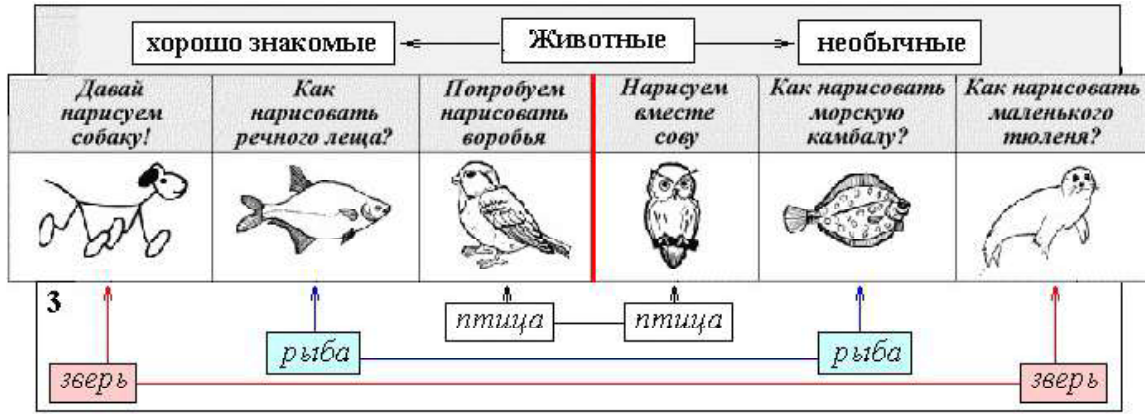 хорошо знакомые
Животные
необычные
Давай
нарисуем
собаку!
Как
нарисовать
речного леща?
Попробуем
нарисовать
воробья
Нарисуем
вместе
сову
Как нарисовать
морскую
камбалу?
Как нарисовать
маленького
тюленя?
3
птица
птица
рыба
рыба
зверь
зверь